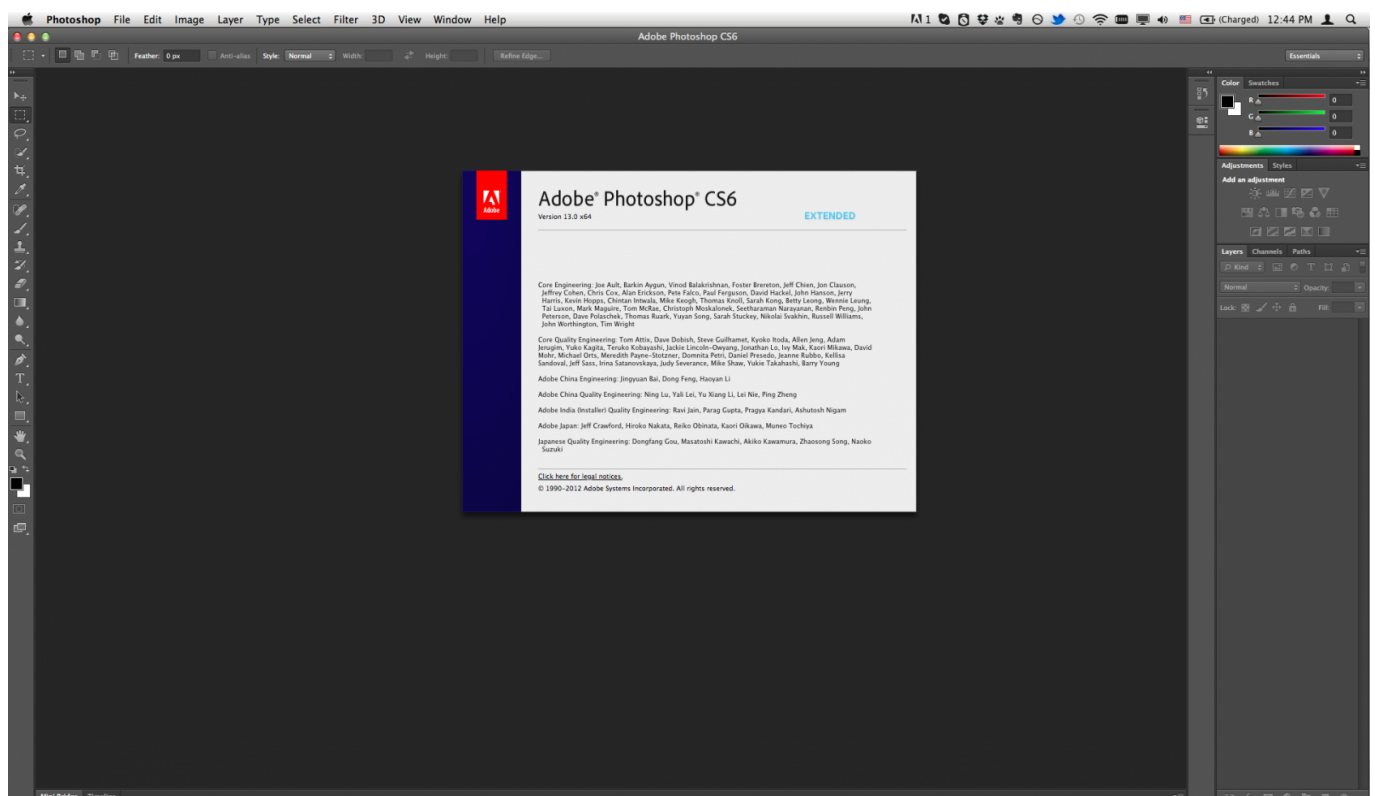 Photoshop File Edit Image Layer Type Select Filter 3D View Window Help 1 (Charged) 12:44 PM
Adobe Photoshop CS6
Feather: 0 px Anti-alias Style: Normal Width: Height: Refine Edge... Essentials
Color Swatches
R 0
G 0
B 0
Adjustments Styles
Add an adjustment
Layers Channels Paths
Kind
Normal Opacity:
Lock: Fill:
Adobe
Adobe® Photoshop® CS6
Version 13.0 x64 EXTENDED
Core Engineering: Joe Ault, Barkin Aygun, Vinod Balakrishnan, Foster Brereton, Jeff Chien, Jon Clauson,
Jeffrey Cohen, Chris Cox, Alan Erickson, Pete Falco, Paul Ferguson, David Hackel, John Hanson, Jerry
Harris, Kevin Hopps, Chintan Intwala, Mike Keogh, Thomas Knoll, Sarah Kong, Betty Leong, Wennie Leung,
Tai Luxon, Mark Maguire, Tom McRae, Christoph Moskalonek, Seetharaman Narayanan, Renbin Peng, John
Peterson, Dave Polaschek, Thomas Ruark, Yuyan Song, Sarah Stuckey, Nikolai Svakhin, Russell Williams,
John Worthington, Tim Wright
Core Quality Engineering: Tom Attix, Dave Dobish, Steve Guilhamet, Kyoko Itoda, Allen Jeng, Adam
Jerugim, Yuko Kagita, Teruko Kobayashi, Jackie Lincoln-Owyang, Jonathan Lo, Ivy Mak, Kaori Mikawa, David
Mohr, Michael Orts, Meredith Payne-Stotzner, Domnita Petri, Daniel Presedo, Jeanne Rubbo, Kellisa
Sandoval, Jeff Sass, Irina Satanovskaya, Judy Severance, Mike Shaw, Yukie Takahashi, Barry Young
Adobe China Engineering: Jingyuan Bai, Dong Feng, Haoyan Li
Adobe China Quality Engineering: Ning Lu, Yali Lei, Yu Xiang Li, Lei Nie, Ping Zheng
Adobe India (Installer) Quality Engineering: Ravi Jain, Parag Gupta, Pragya Kandari, Ashutosh Nigam
Adobe Japan: Jeff Crawford, Hiroko Nakata, Reiko Obinata, Kaori Oikawa, Muneo Tochiya
Japanese Quality Engineering: Dongfang Gou, Masatoshi Kawachi, Akiko Kawamura, Zhaosong Song, Naoko
Suzuki
Click here for legal notices.
© 1990-2012 Adobe Systems Incorporated. All rights reserved.